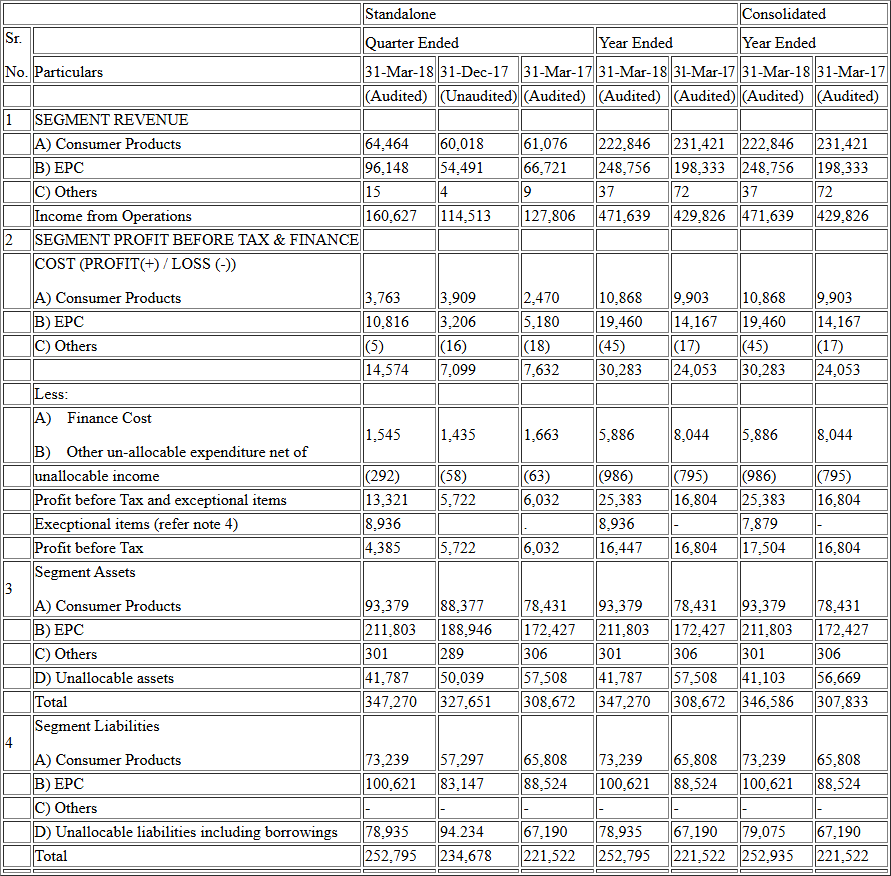 Standalone Consolidated
Sr. Quarter Ended Year Ended Year Ended
No. Particulars 31-Mar-18 31-Dec-17 31-Mar-17 31-Mar-18 31-Mar-17 31-Mar-18 31-Mar-17
(Audited) (Unaudited) (Audited) (Audited) (Audited) (Audited) (Audited)
1 SEGMENT REVENUE
A) Consumer Products 64,464 60,018 61,076 222,846 231,421 222,846 231,421
B) EPC 96,148 54,491 66,721 248,756 198,333 248,756 198,333
C) Others 15 4 9 37 72 37 72
Income from Operations 160,627 114,513 127,806 471,639 429,826 471,639 429,826
2 SEGMENT PROFIT BEFORE TAX & FINANCE
COST (PROFIT(+) / LOSS (-))
A) Consumer Products 3,763 3,909 2,470 10,868 9,903 10,868 9,903
B) EPC 10,816 3,206 5,180 19,460 14,167 19,460 14,167
C) Others (5) (16) (18) (45) (17) (45) (17)
14,574 7,099 7,632 30,283 24,053 30,283 24,053
Less:
A) Finance Cost
1,545 1,435 1,663 5,886 8,044 5,886 8,044
B) Other un-allocable expenditure net of
unallocable income (292) (58) (63) (986) (795) (986) (795)
Profit before Tax and exceptional items 13,321 5,722 6,032 25,383 16,804 25,383 16,804
Execptional items (refer note 4) 8,936 . 8,936 - 7,879 -
Profit before Tax 4,385 5,722 6,032 16,447 16,804 17,504 16,804
Segment Assets
3
A) Consumer Products 93,379 88,377 78,431 93,379 78,431 93,379 78,431
B) EPC 211,803 188,946 172,427 211,803 172,427 211,803 172,427
C) Others 301 289 306 301 306 301 306
D) Unallocable assets 41,787 50,039 57,508 41,787 57,508 41,103 56,669
Total 347,270 327,651 308,672 347,270 308,672 346,586 307,833
Segment Liabilities
4
A) Consumer Products 73,239 57,297 65,808 73,239 65,808 73,239 65,808
B) EPC 100,621 83,147 88,524 100,621 88,524 100,621 88,524
C) Others - - - - - - -
D) Unallocable liabilities including borrowings 78,935 94.234 67,190 78,935 67,190 79,075 67,190
Total 252,795 234,678 221,522 252,795 221,522 252,935 221,522